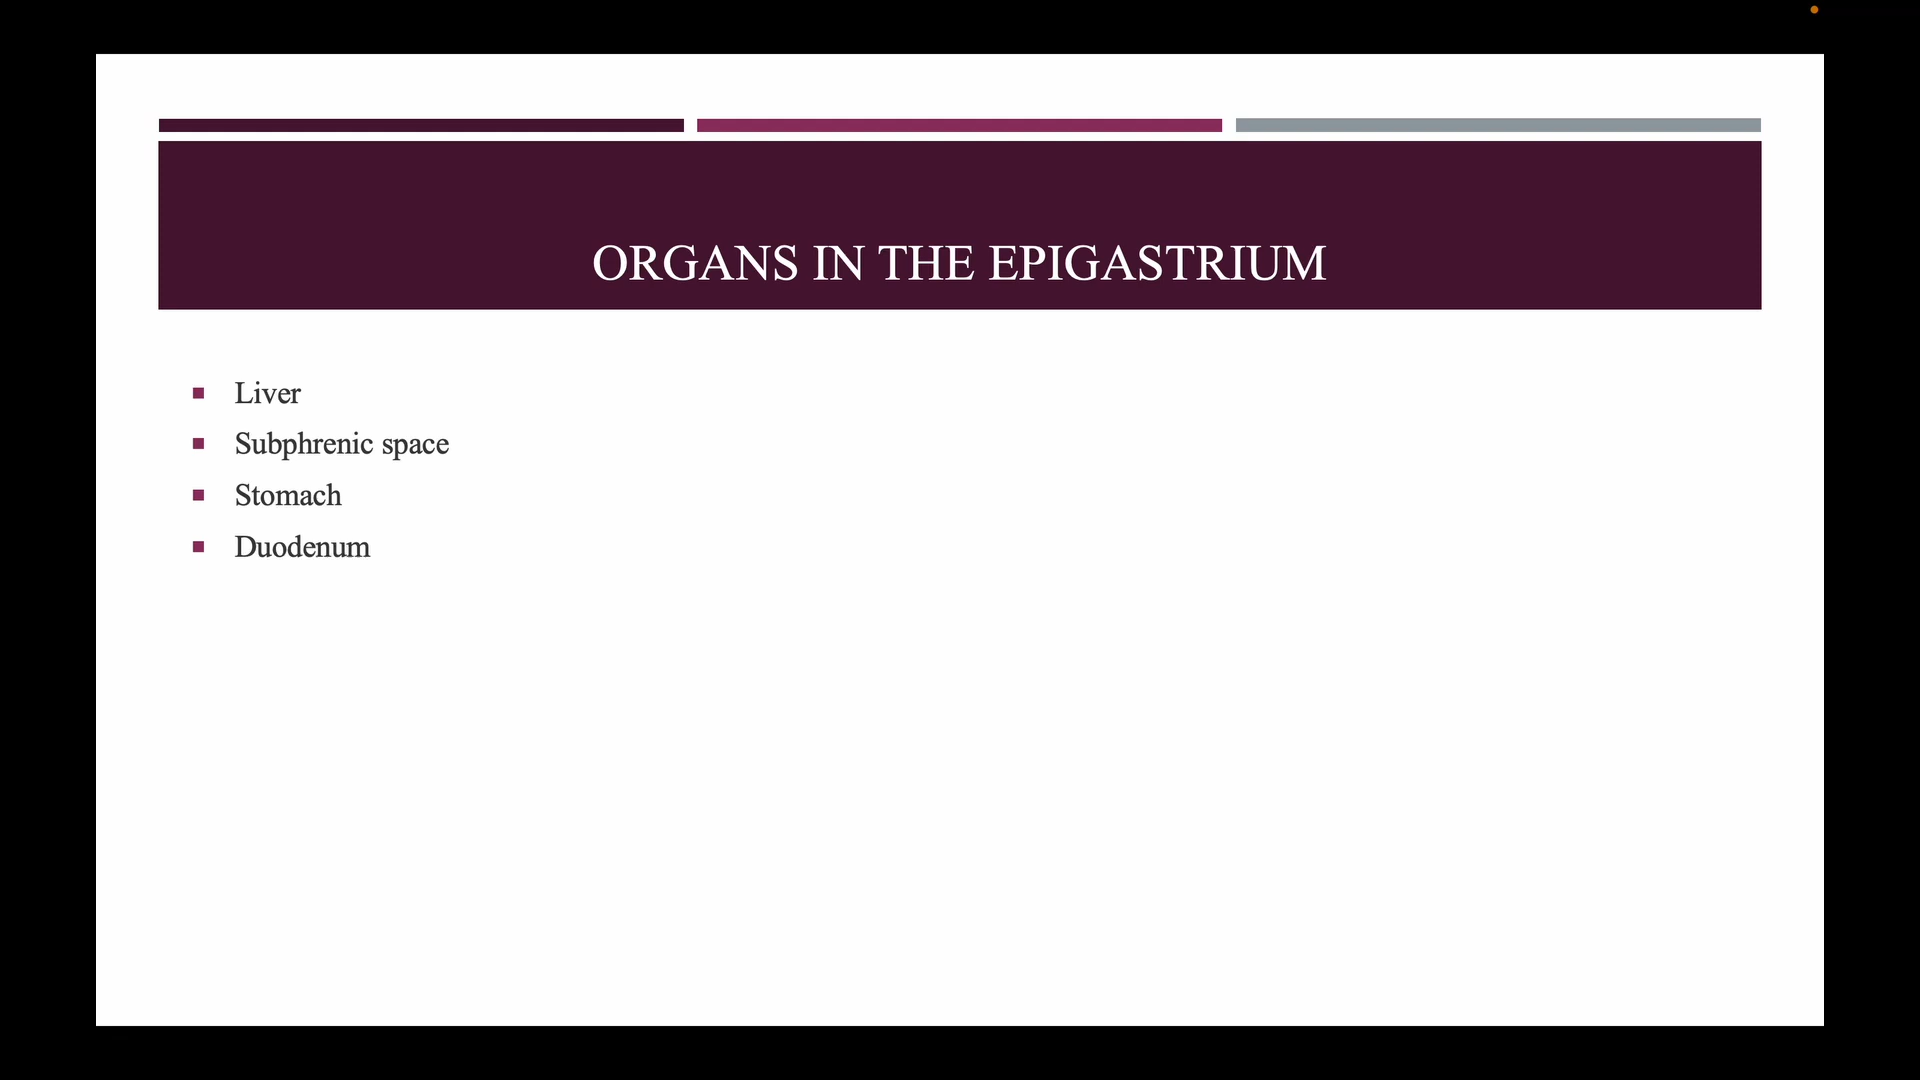 ORGANS IN THE EPIGASTRIUM
Liver
Subphrenic space
Stomach
Duodenum